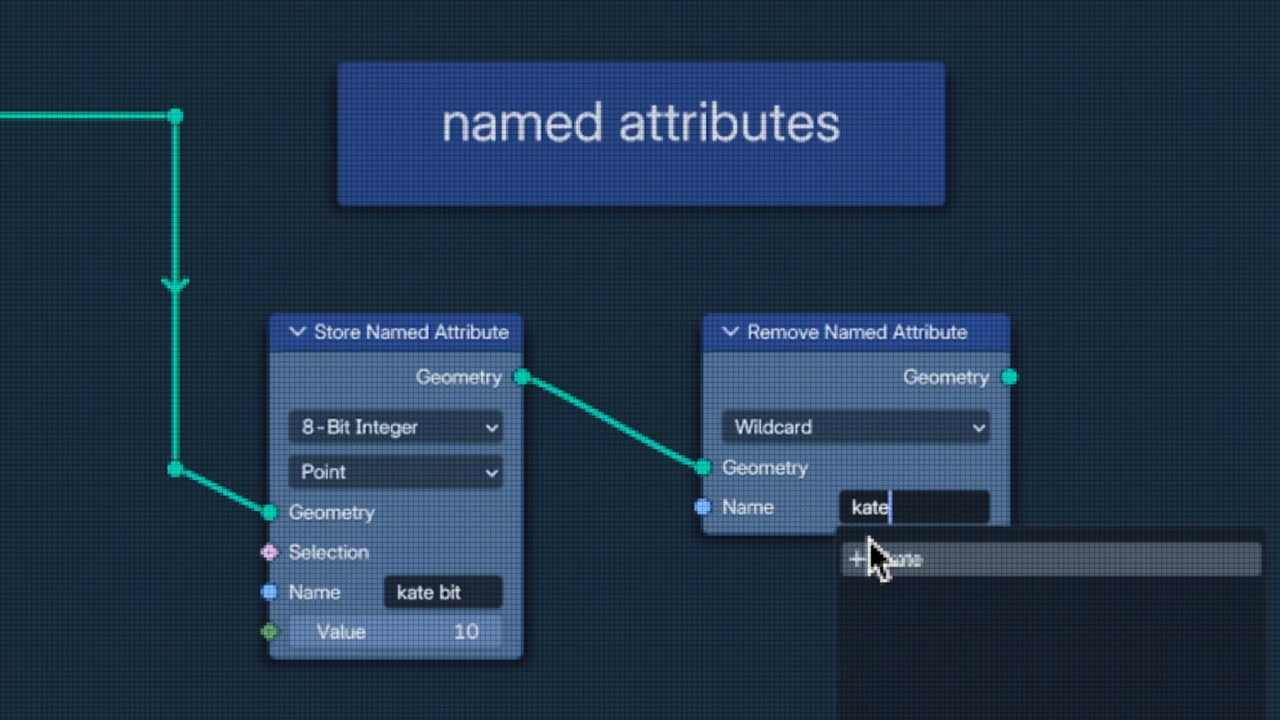 named attributes
Store Named Attribute
Geometry
8-Bit Integer
Point
Geometry
Selection
Name kate bit
Value 10
Remove Named Attribute
Geometry
Wildcard
Geometry
Name kate
+